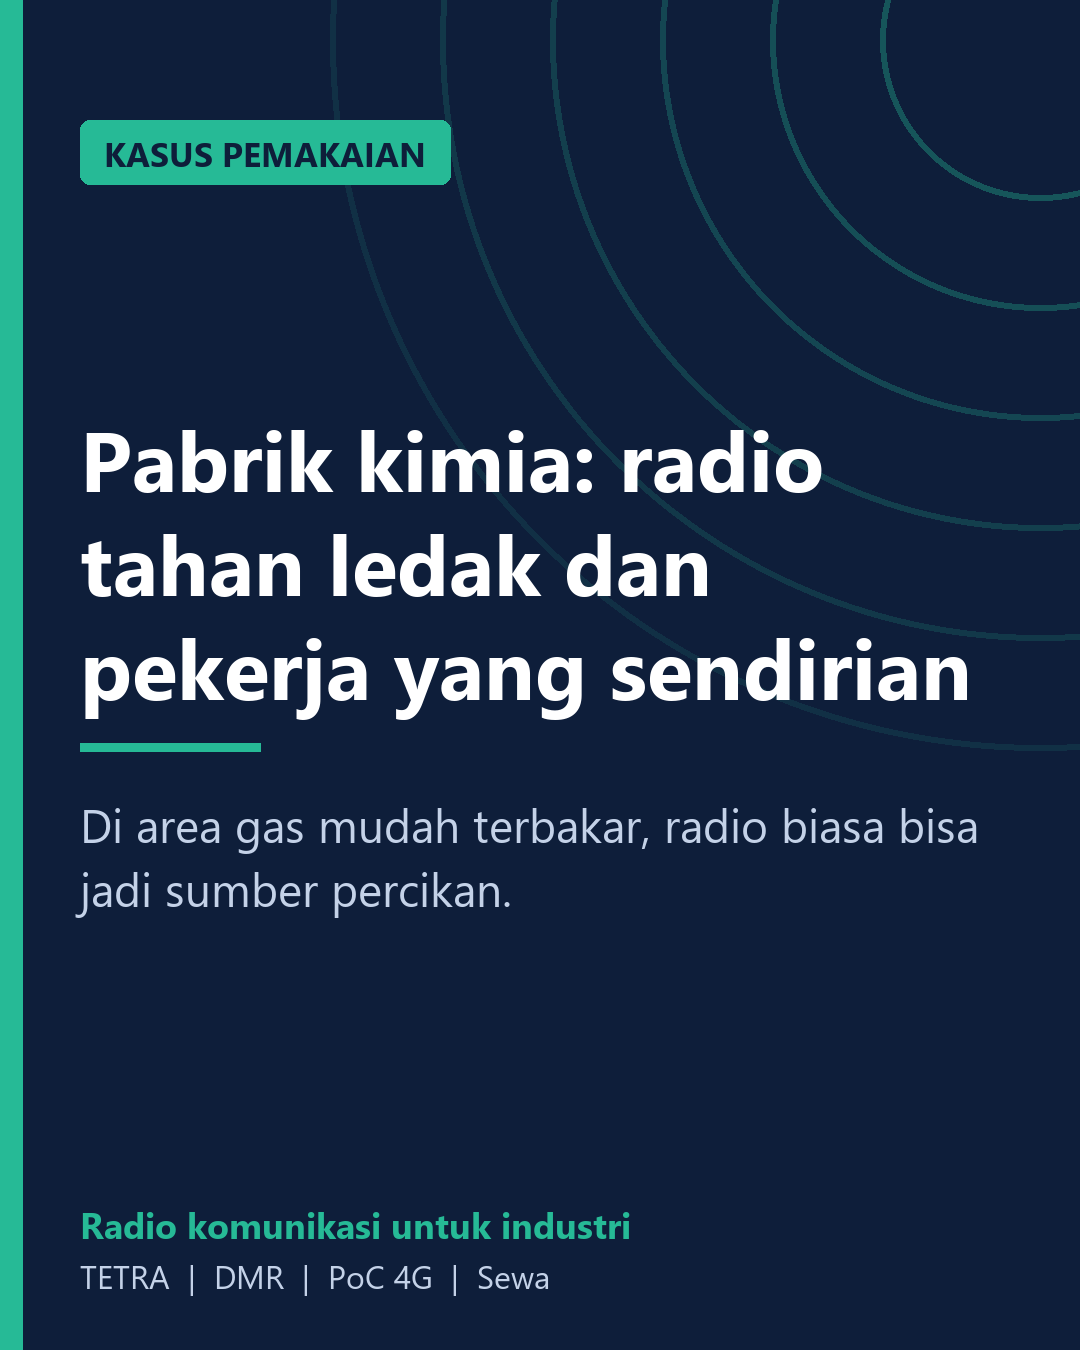 KASUS PEMAKAIAN
Pabrik kimia: radio
tahan ledak dan
pekerja yang sendirian
Di area gas mudah terbakar, radio biasa bisa
jadi sumber percikan.
Radio komunikasi untuk industri
TETRA | DMR | PoC 4G | Sewa